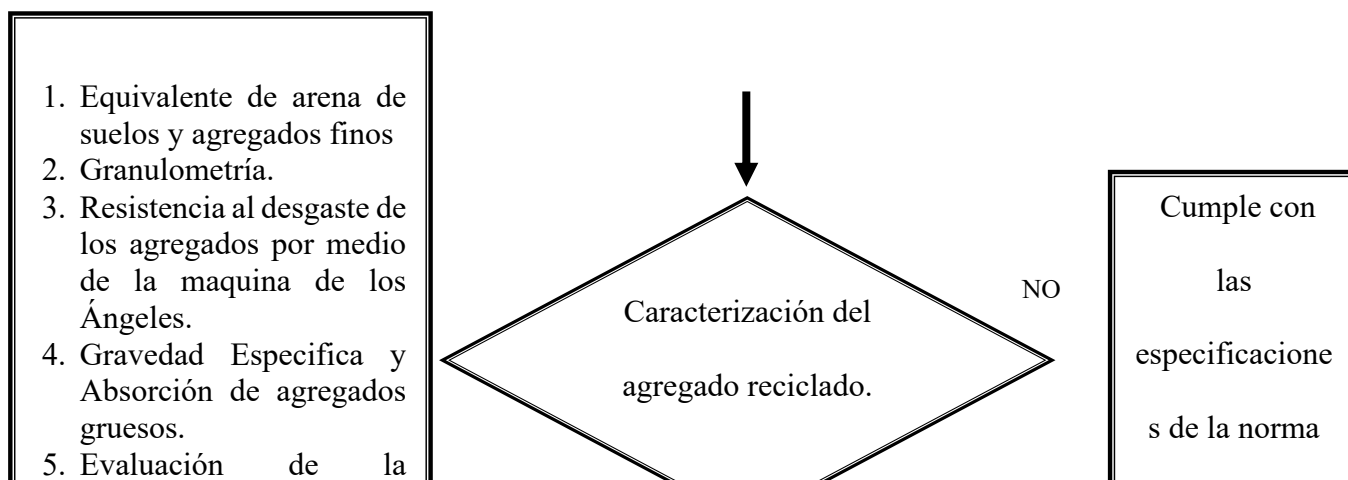 1. Equivalente de arena de
suelos y agregados finos
2. Granulometría.
3. Resistencia al desgaste de
los agregados por medio
de la maquina de los
Ángeles.
4. Gravedad Especifica y
Absorción de agregados
gruesos.
5. Evaluación de la
Caracterización del
agregado reciclado.
NO
Cumple con
las
especificacione
s de la norma